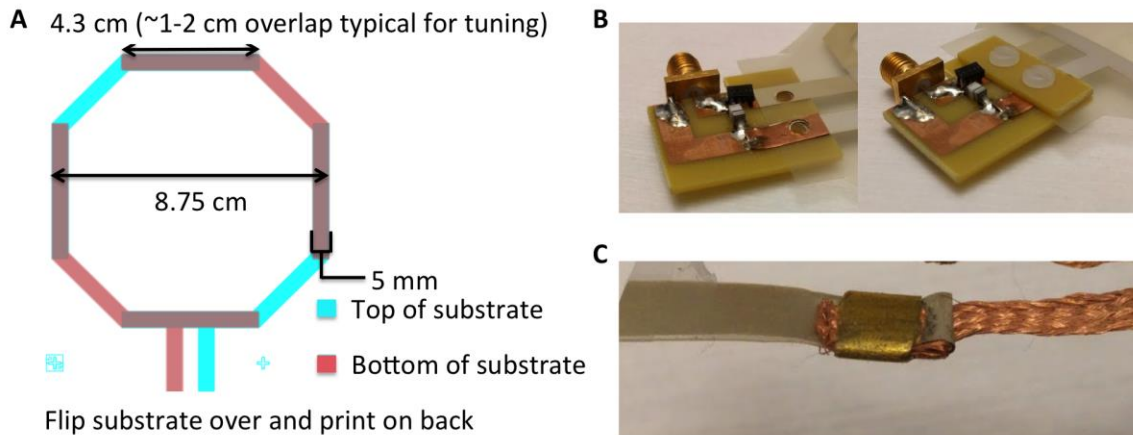 A
4.3 cm (~1-2 cm overlap typical for tuning)
8.75 cm
5 mm
Top of substrate
Bottom of substrate
Flip substrate over and print on back
B
C